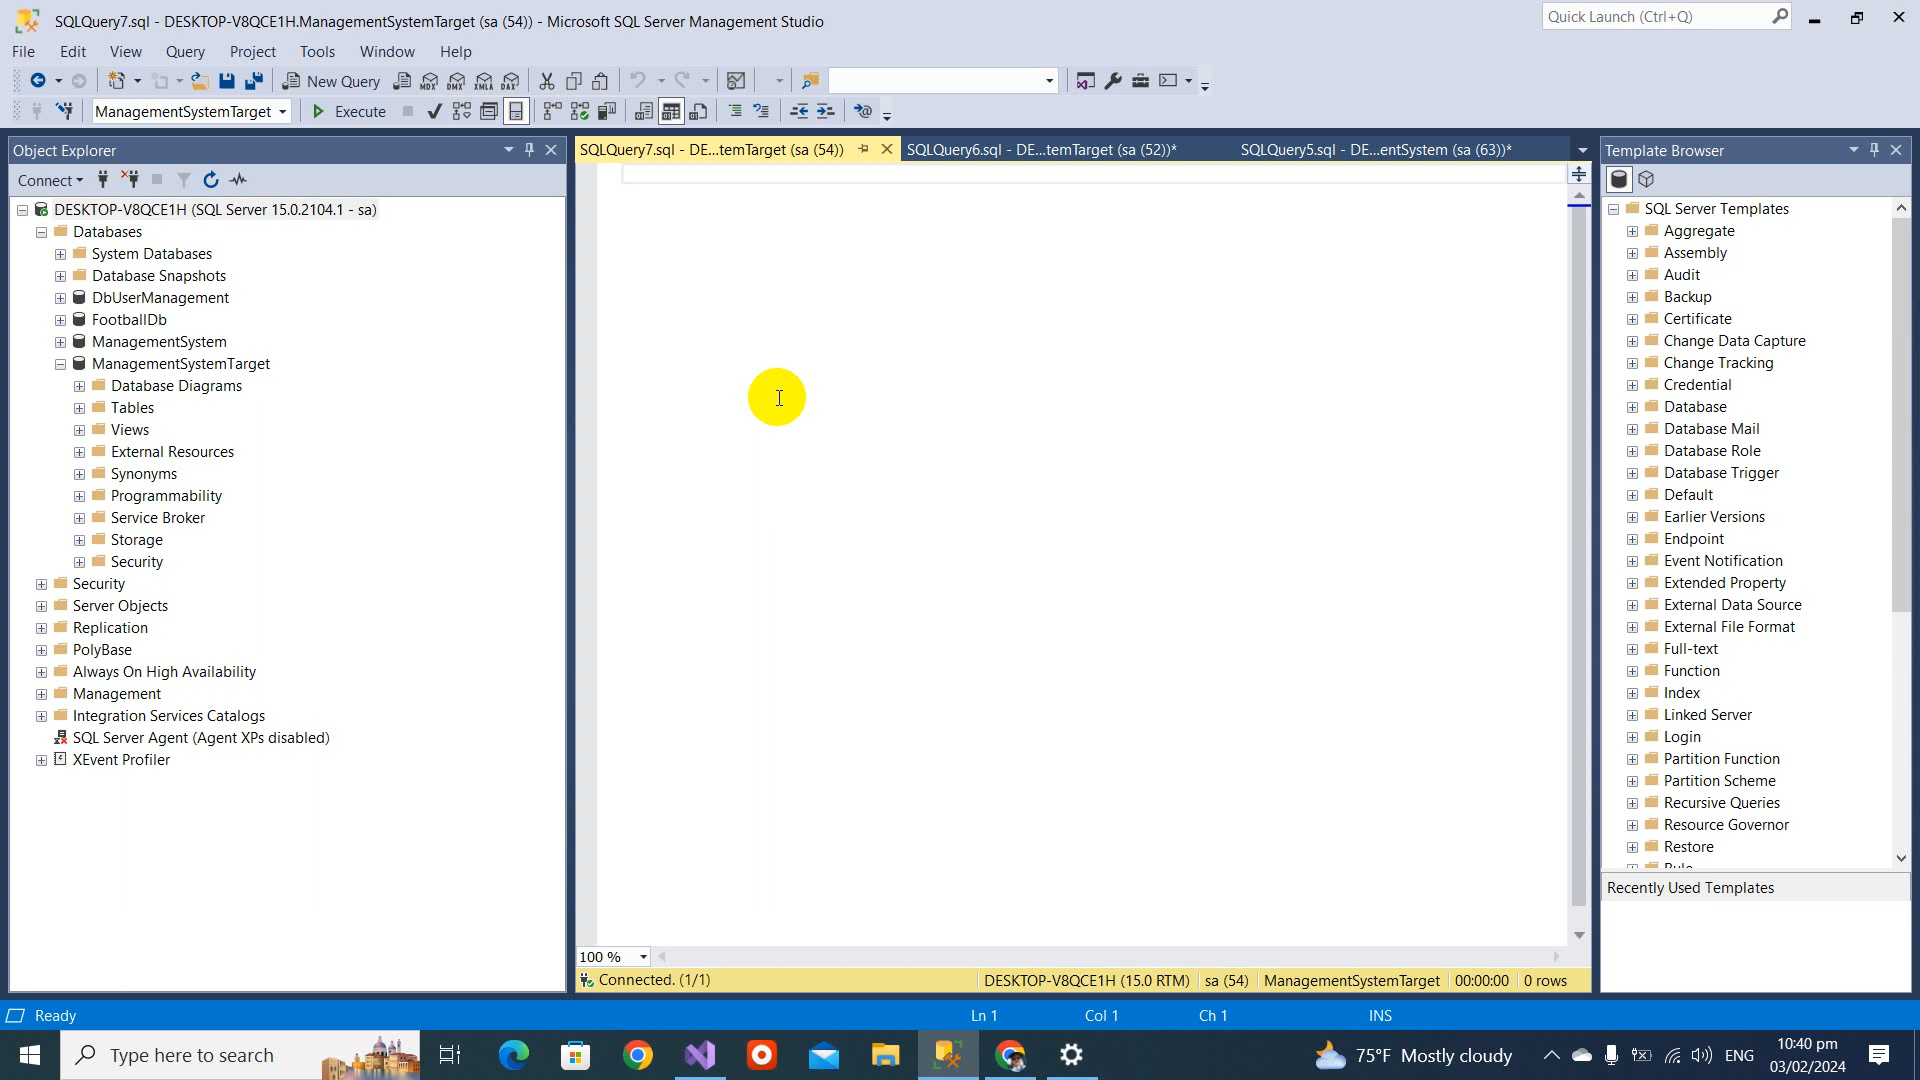 SQLQuery7.sql - DESKTOP-V8QCE1H.ManagementSystemTarget (sa (54)) - Microsoft SQL Server Management Studio
Quick Launch (Ctrl+Q)
File Edit View Query Project Tools Window Help
New Query MDX DMX XMLA DAX
ManagementSystemTarget Execute
Object Explorer
Connect
DESKTOP-V8QCE1H (SQL Server 15.0.2104.1 - sa)
Databases
System Databases
Database Snapshots
DbUserManagement
FootballDb
ManagementSystem
ManagementSystemTarget
Database Diagrams
Tables
Views
External Resources
Synonyms
Programmability
Service Broker
Storage
Security
Security
Server Objects
Replication
PolyBase
Always On High Availability
Management
Integration Services Catalogs
SQL Server Agent (Agent XPs disabled)
XEvent Profiler
SQLQuery7.sql - DE...temTarget (sa (54)) SQLQuery6.sql - DE...temTarget (sa (52))* SQLQuery5.sql - DE...entSystem (sa (63))*
100 %
Connected. (1/1) DESKTOP-V8QCE1H (15.0 RTM) sa (54) ManagementSystemTarget 00:00:00 0 rows
Template Browser
SQL Server Templates
Aggregate
Assembly
Audit
Backup
Certificate
Change Data Capture
Change Tracking
Credential
Database
Database Mail
Database Role
Database Trigger
Default
Earlier Versions
Endpoint
Event Notification
Extended Property
External Data Source
External File Format
Full-text
Function
Index
Linked Server
Login
Partition Function
Partition Scheme
Recursive Queries
Resource Governor
Restore
Recently Used Templates
Ready Ln 1 Col 1 Ch 1 INS
Type here to search 75°F Mostly cloudy ENG
10:40 pm
03/02/2024